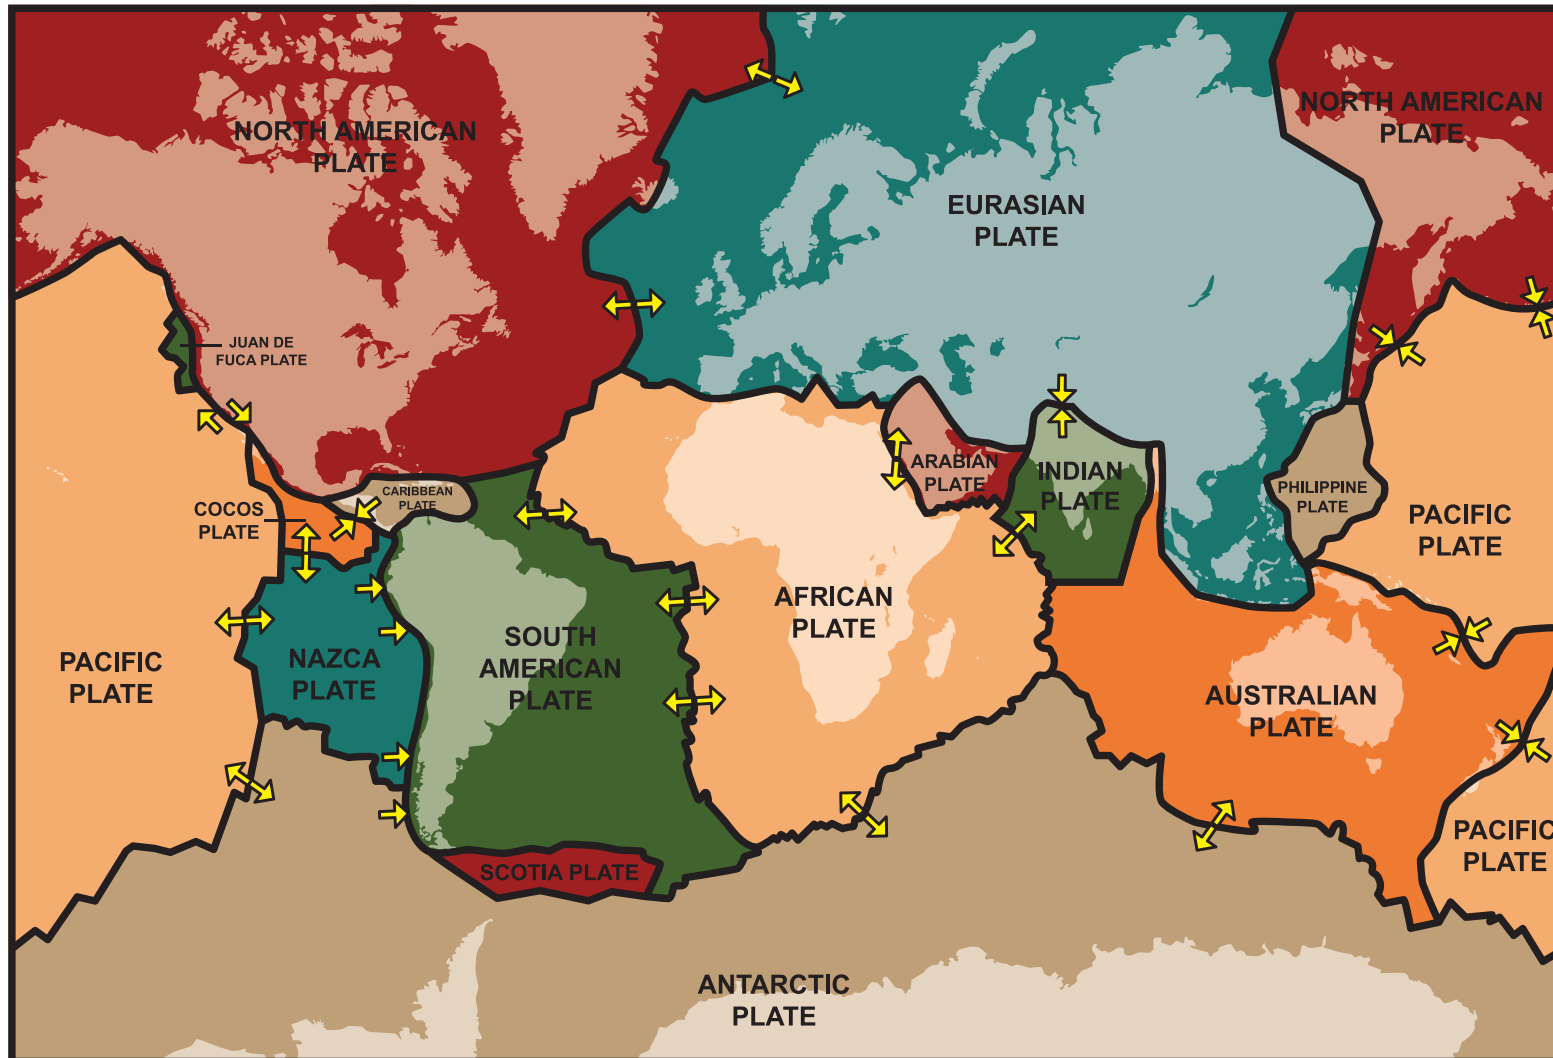 NORTH AMERICAN
PLATE
EURASIAN
PLATE
NORTH AMERICAN
PLATE
JUAN DE
FUCA PLATE
COCOS
PLATE
CARIBBEAN
PLATE
ARABIAN
PLATE
INDIAN
PLATE
PHILIPPINE
PLATE
PACIFIC
PLATE
PACIFIC
PLATE
NAZCA
PLATE
SOUTH
AMERICAN
PLATE
AFRICAN
PLATE
AUSTRALIAN
PLATE
PACIFIC
PLATE
SCOTIA PLATE
ANTARCTIC
PLATE